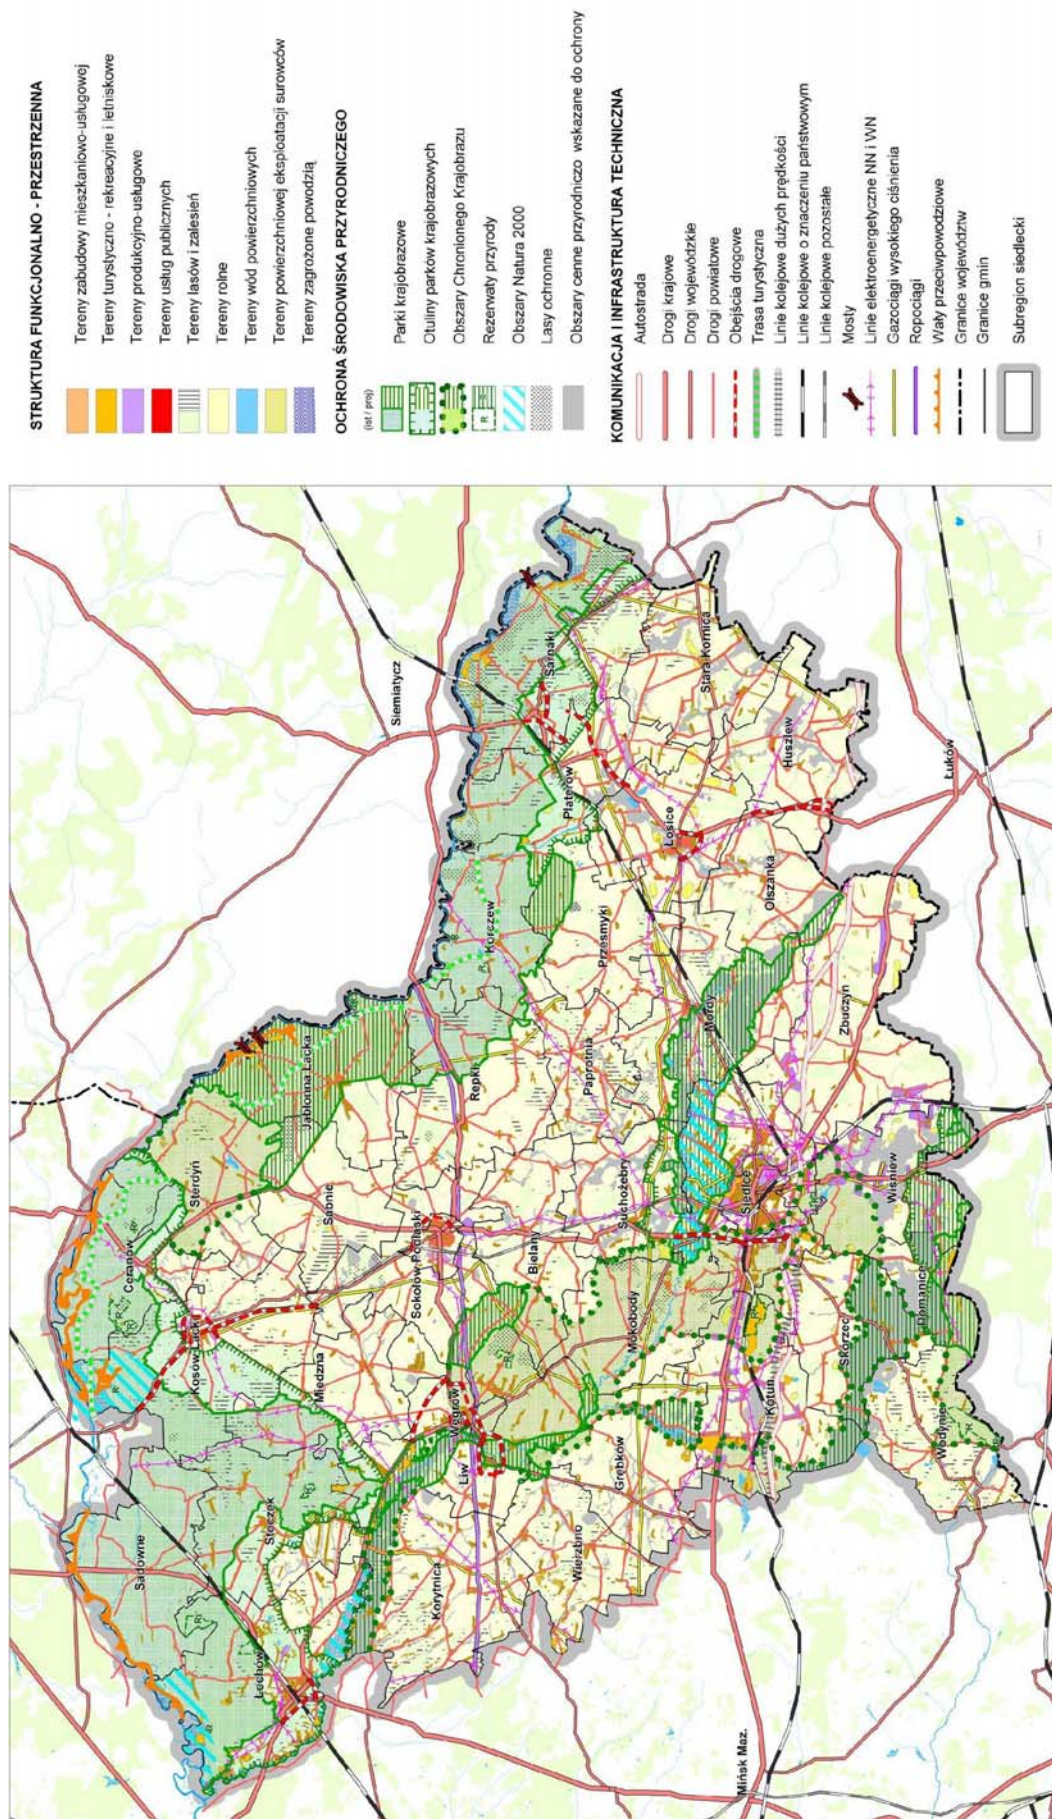 STRUKTURA FUNKCJONALNO - PRZESTRZENNA
Tereny zabudowy mieszkaniowo-usługowej
Tereny turystyczno - rekreacyjne i letniskowe
Tereny produkcyjno-usługowe
Tereny usług publicznych
Tereny lasów i zalesień
Tereny rolne
Tereny wód powierzchniowych
Tereny powierzchniowej eksploatacji surowców
Tereny zagrożone powodzią
OCHRONA ŚRODOWISKA PRZYRODNICZEGO
(ist / proj)
Parki krajobrazowe
Otuliny parków krajobrazowych
Obszary Chronionego Krajobrazu
Rezerwaty przyrody
Obszary Natura 2000
Lasy ochronne
Obszary cenne przyrodniczo wskazane do ochrony
KOMUNIKACJA I INFRASTRUKTURA TECHNICZNA
Autostrada
Drogi krajowe
Drogi wojewódzkie
Drogi powiatowe
Obejścia drogowe
Trasa turystyczna
Linie kolejowe dużych prędkości
Linie kolejowe o znaczeniu państwowym
Linie kolejowe pozostałe
Mosty
Linie elektroenergetyczne NN i WN
Gazociągi wysokiego ciśnienia
Ropociągi
Wały przeciwpowodziowe
Granice województw
Granice gmin
Subregion siedlecki
Siemiatycz
Sarnaki
Stara Kornica
Huszlew
Łuków
Platerów
Łosice
Olszanka
Korczew
Przesmyki
Mordy
Zbuczyn
Jabłonna Lacka
Repki
Paprotnia
Sterdyń
Sabnie
Suchożebry
Siedlce
Wiśniew
Ceranów
Sokołów Podlaski
Bielany
Mokobody
Domanice
Kosów Lacki
Miedzna
Skórzec
Węgrów
Liw
Kotuń
Wodynie
Grębków
Sadowne
Stoczek
Wierzbno
Korytnica
Łochów
Mińsk Maz.